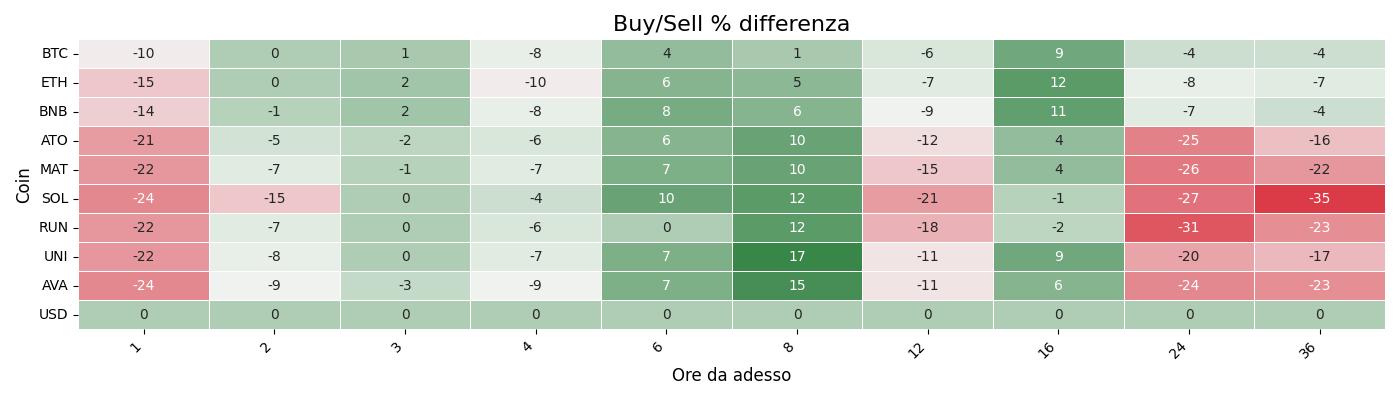 Buy/Sell % differenza
Coin
BTC -10 0 1 -8 4 1 -6 9 -4 -4
ETH -15 0 2 -10 6 5 -7 12 -8 -7
BNB -14 -1 2 -8 8 6 -9 11 -7 -4
ATO -21 -5 -2 -6 6 10 -12 4 -25 -16
MAT -22 -7 -1 -7 7 10 -15 4 -26 -22
SOL -24 -15 0 -4 10 12 -21 -1 -27 -35
RUN -22 -7 0 -6 0 12 -18 -2 -31 -23
UNI -22 -8 0 -7 7 17 -11 9 -20 -17
AVA -24 -9 -3 -9 7 15 -11 6 -24 -23
USD 0 0 0 0 0 0 0 0 0 0
1 2 3 4 6 8 12 16 24 36
Ore da adesso